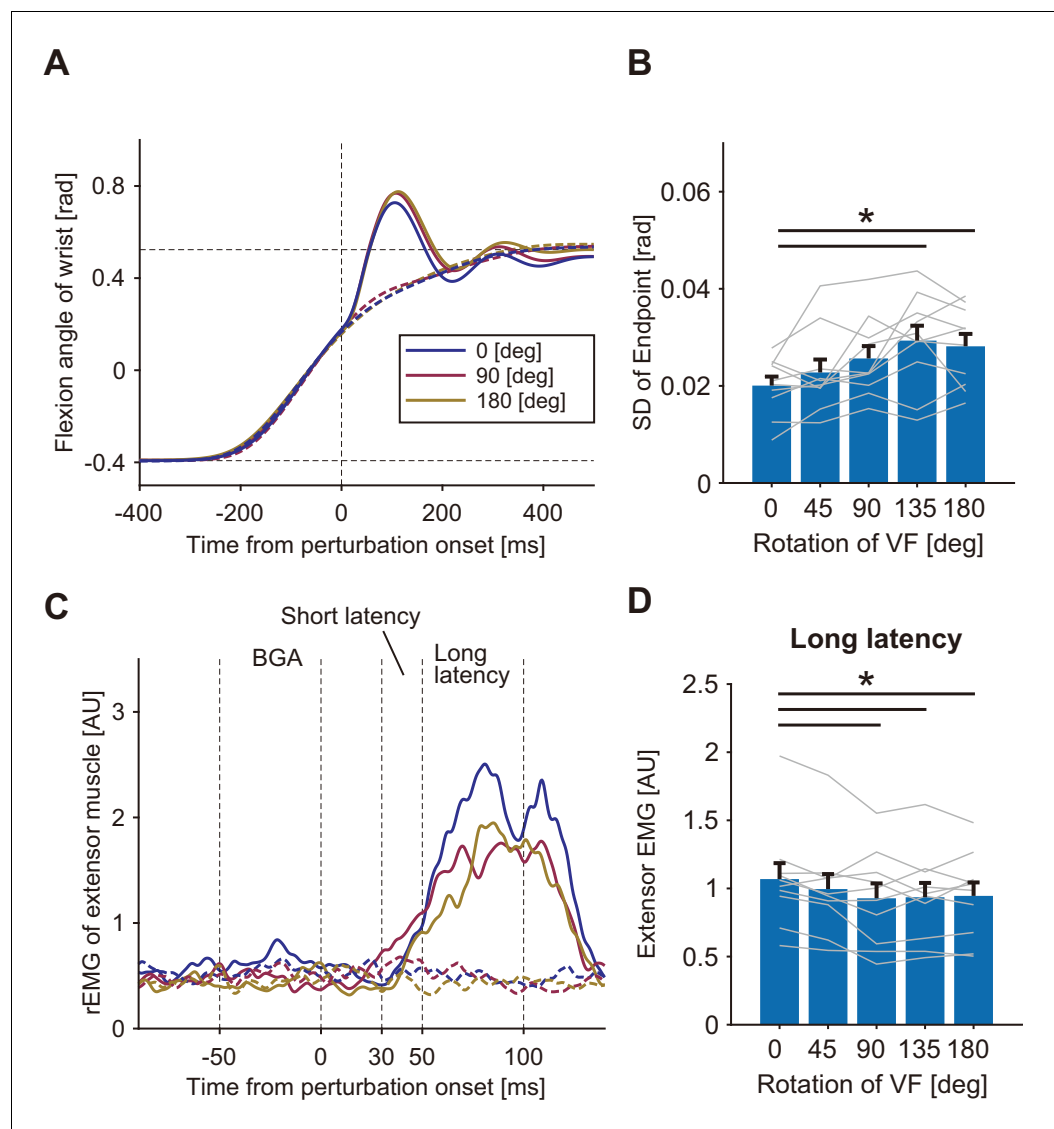 A
Flexion angle of wrist [rad]
0.8
0.4
0
-0.4
-400
-200
0
200
400
Time from perturbation onset [ms]
0 [deg]
90 [deg]
180 [deg]
B
SD of Endpoint [rad]
0.06
0.04
0.02
0
*
0
45
90
135
180
Rotation of VF [deg]
C
Short latency
BGA
Long
latency
rEMG of extensor muscle [AU]
3
2
1
0
-50
0
30
50
100
Time from perturbation onset [ms]
D
Long latency
*
Extensor EMG [AU]
2.5
2
1.5
1
0.5
0
0
45
90
135
180
Rotation of VF [deg]